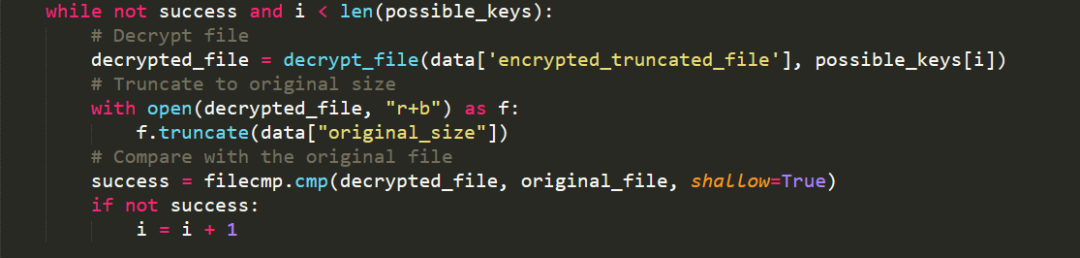 while not success and i < len(possible_keys):
# Decrypt file
decrypted_file = decrypt_file(data['encrypted_truncated_file'], possible_keys[i])
# Truncate to original size
with open(decrypted_file, "r+b") as f:
f.truncate(data["original_size"])
# Compare with the original file
success = filecmp.cmp(decrypted_file, original_file, shallow=True)
if not success:
i = i + 1